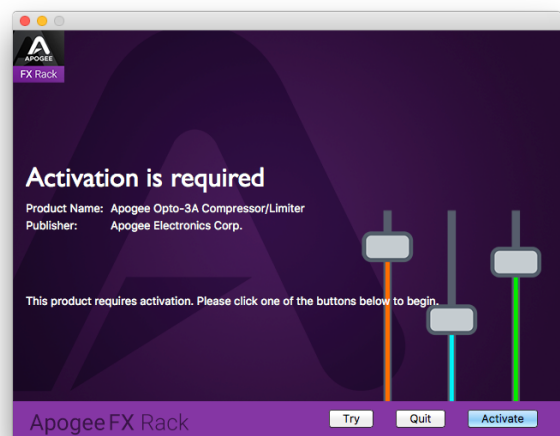 APOGEE
FX Rack
Activation is required
Product Name: Apogee Opto-3A Compressor/Limiter
Publisher: Apogee Electronics Corp.
This product requires activation. Please click one of the buttons below to begin.
Apogee FX Rack
Try
Quit
Activate